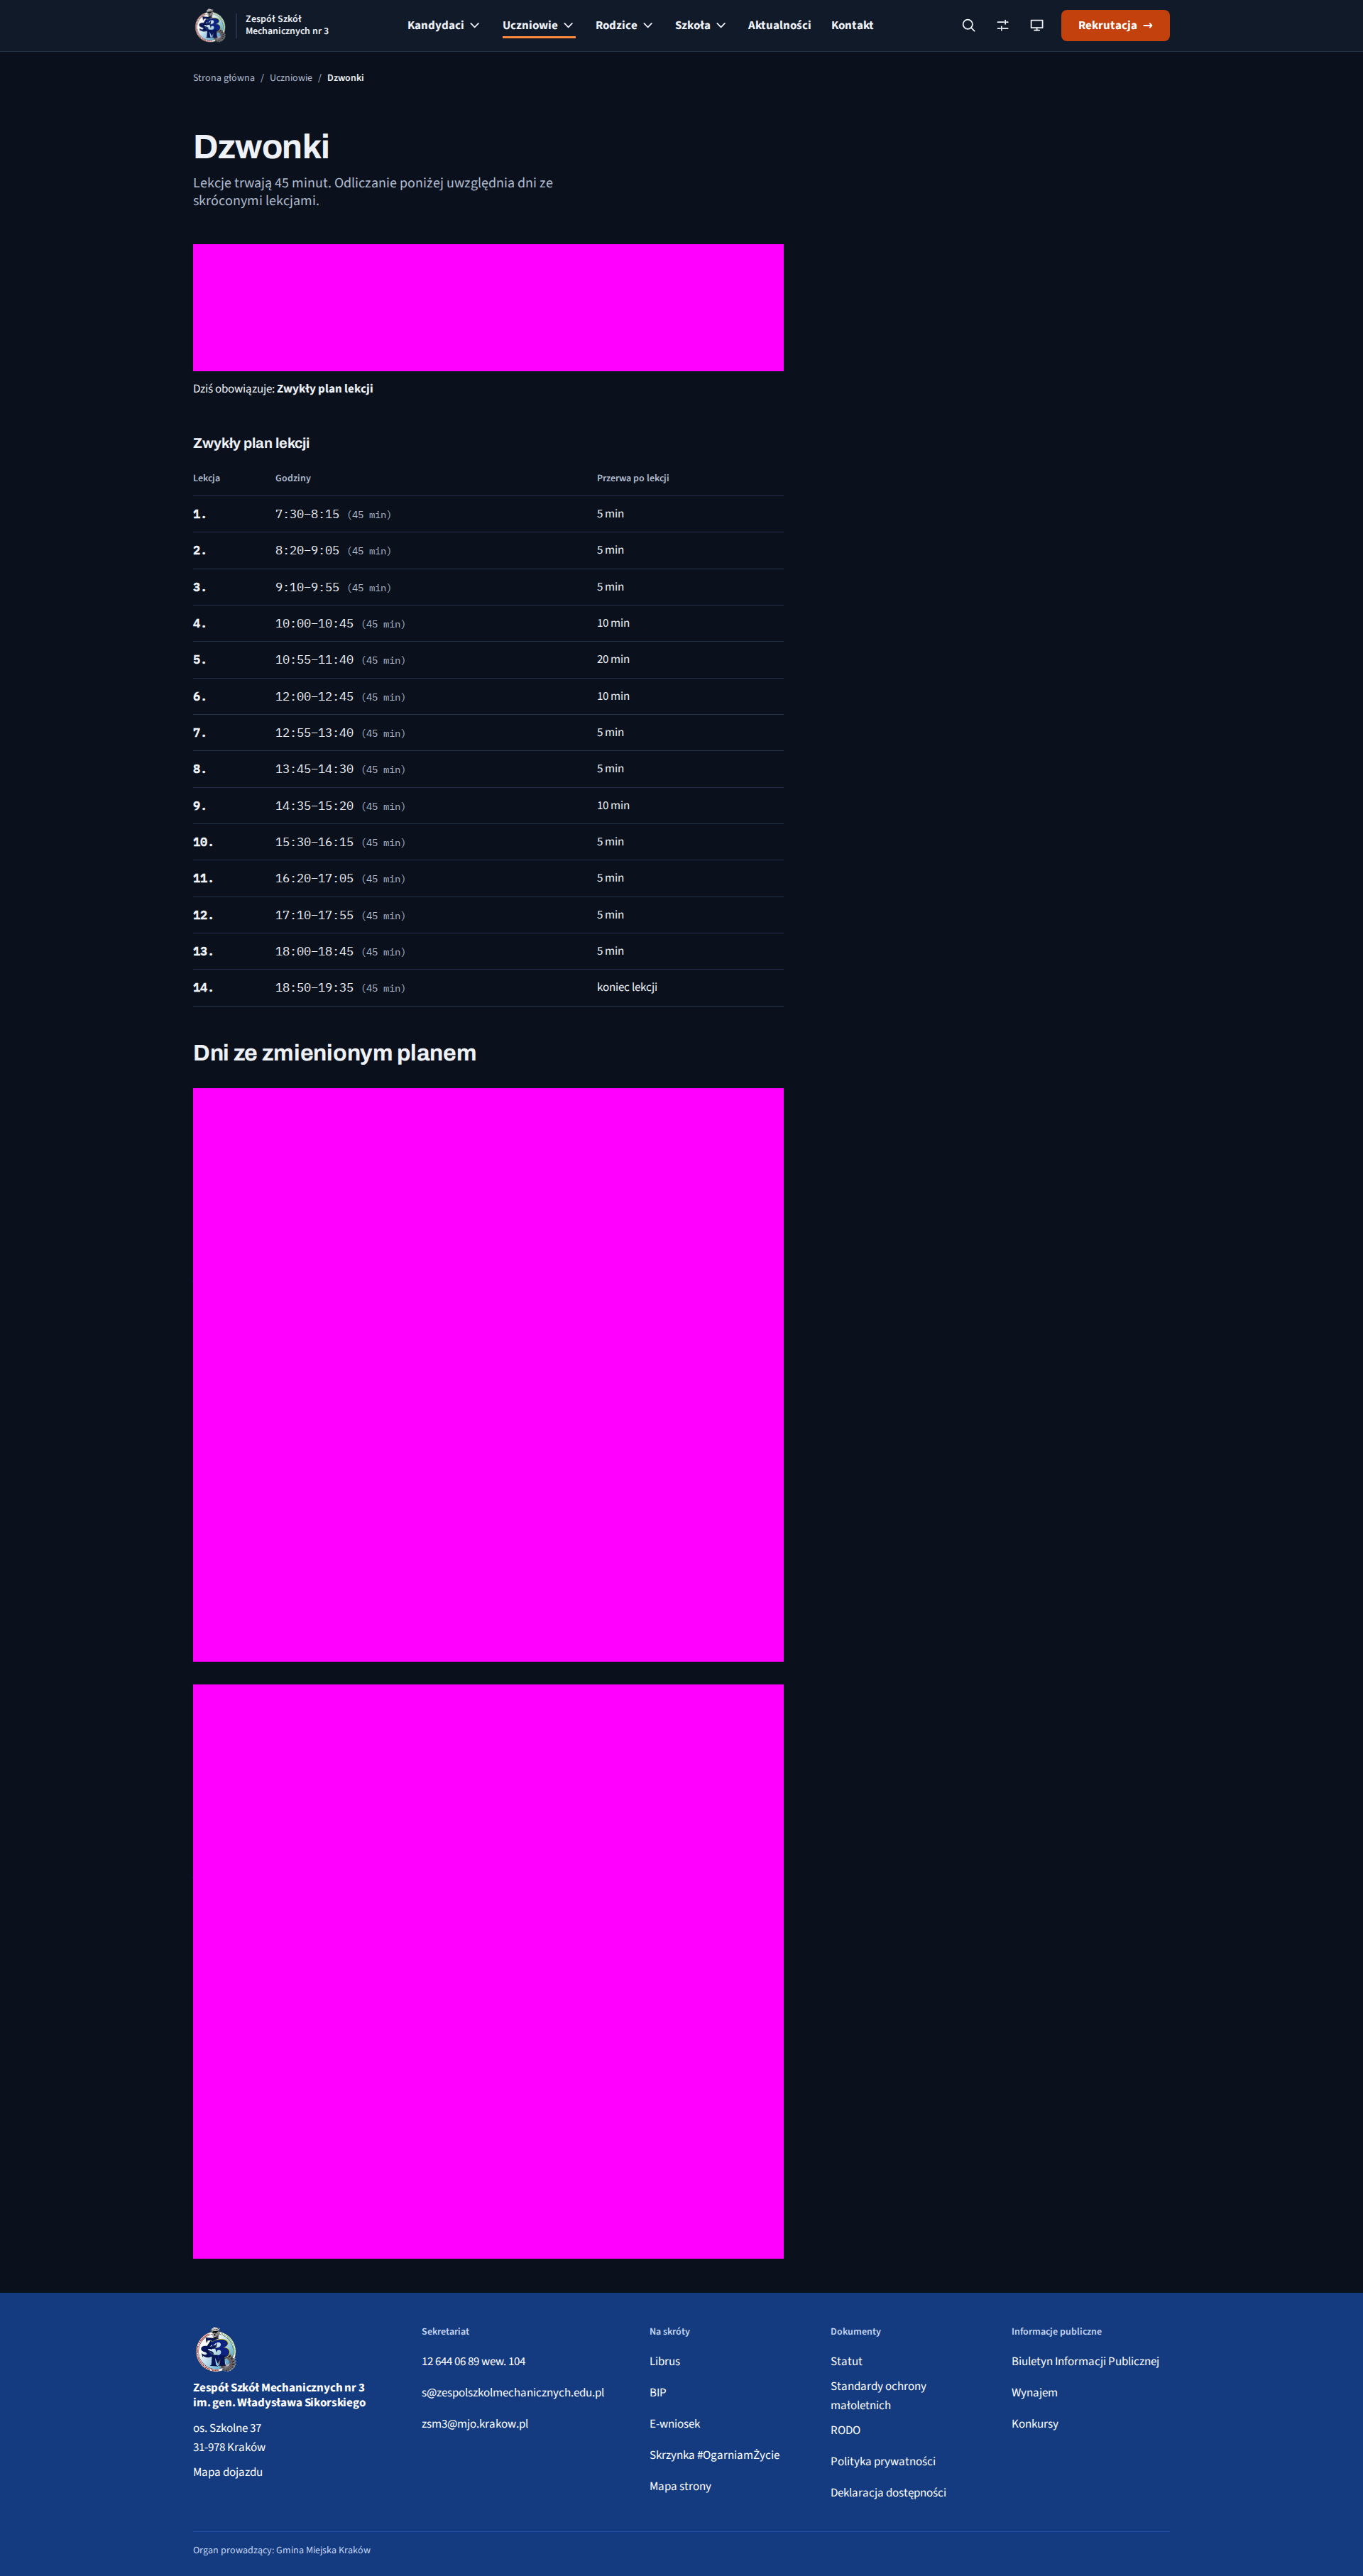 Zespół Szkół
Mechanicznych nr 3
Kandydaci
Uczniowie
Rodzice
Szkoła
Aktualności
Kontakt
Rekrutacja →
Strona główna / Uczniowie / Dzwonki
Dzwonki
Lekcje trwają 45 minut. Odliczanie poniżej uwzględnia dni ze
skróconymi lekcjami.
Dziś obowiązuje: Zwykły plan lekcji
Zwykły plan lekcji
Lekcja Godziny Przerwa po lekcji
1. 7:30–8:15 (45 min) 5 min
2. 8:20–9:05 (45 min) 5 min
3. 9:10–9:55 (45 min) 5 min
4. 10:00–10:45 (45 min) 10 min
5. 10:55–11:40 (45 min) 20 min
6. 12:00–12:45 (45 min) 10 min
7. 12:55–13:40 (45 min) 5 min
8. 13:45–14:30 (45 min) 5 min
9. 14:35–15:20 (45 min) 10 min
10. 15:30–16:15 (45 min) 5 min
11. 16:20–17:05 (45 min) 5 min
12. 17:10–17:55 (45 min) 5 min
13. 18:00–18:45 (45 min) 5 min
14. 18:50–19:35 (45 min) koniec lekcji
Dni ze zmienionym planem
Zespół Szkół Mechanicznych nr 3
im. gen. Władysława Sikorskiego
os. Szkolne 37
31-978 Kraków
Mapa dojazdu
Sekretariat
12 644 06 89 wew. 104
s@zespolszkolmechanicznych.edu.pl
zsm3@mjo.krakow.pl
Na skróty
Librus
BIP
E-wniosek
Skrzynka #OgarniamŻycie
Mapa strony
Dokumenty
Statut
Standardy ochrony
małoletnich
RODO
Polityka prywatności
Deklaracja dostępności
Informacje publiczne
Biuletyn Informacji Publicznej
Wynajem
Konkursy
Organ prowadzący: Gmina Miejska Kraków